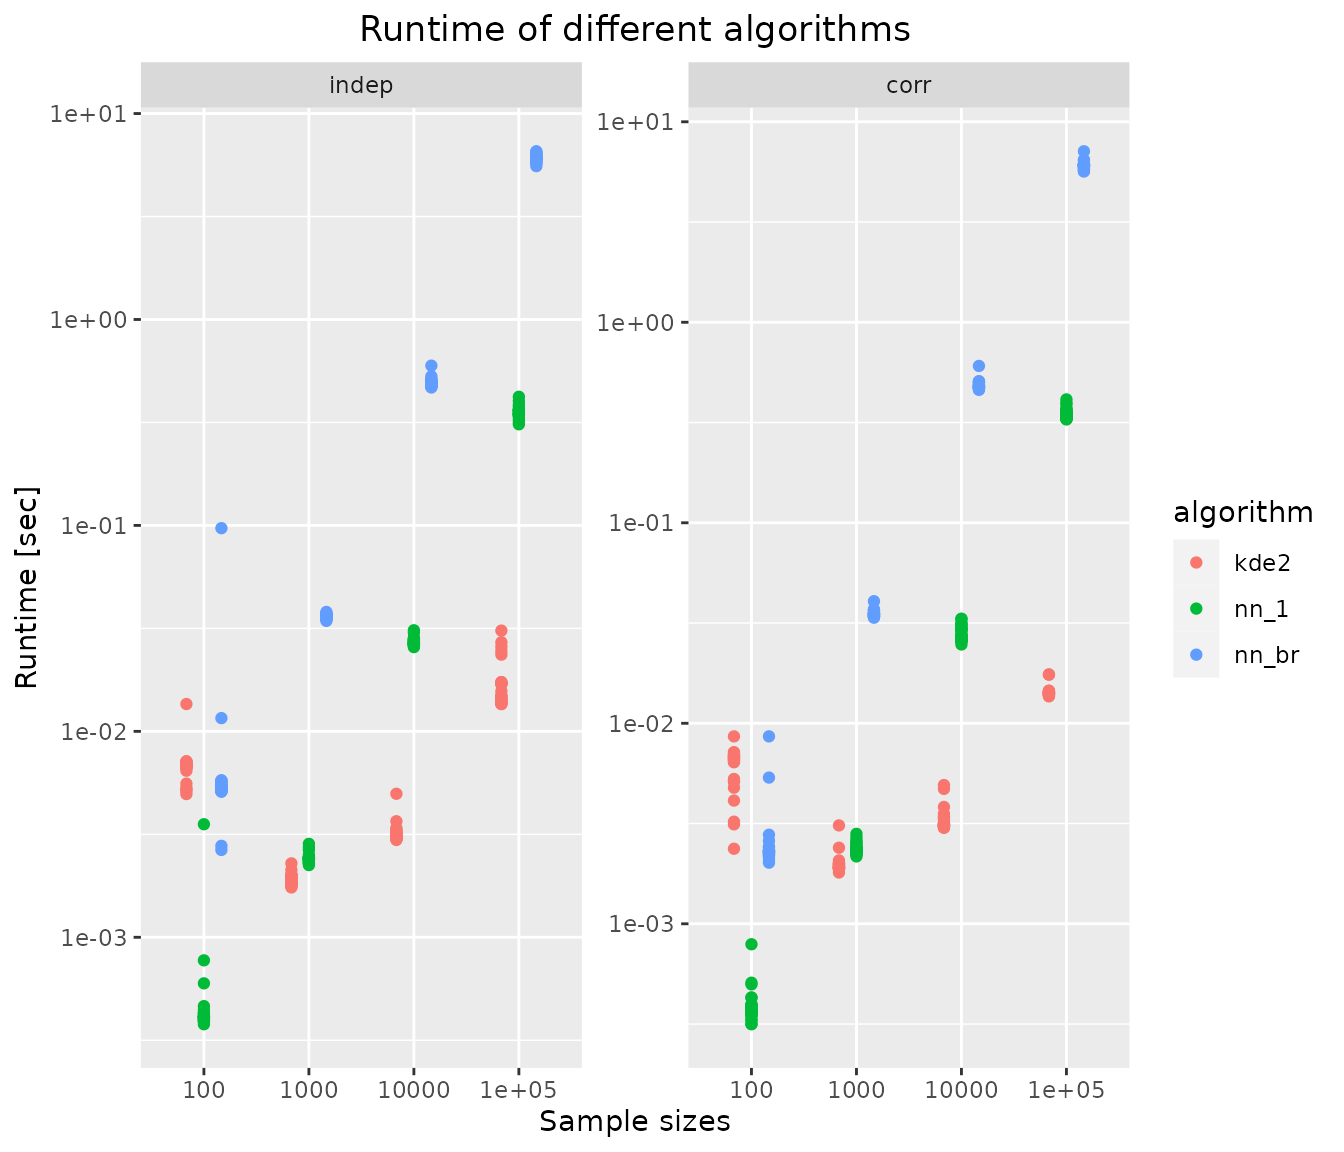 Runtime of different algorithms
indep
corr
Runtime [sec]
1e+01
1e+00
1e-01
1e-02
1e-03
1e+01
1e+00
1e-01
1e-02
1e-03
100 1000 10000 1e+05
100 1000 10000 1e+05
Sample sizes
algorithm
kde2
nn_1
nn_br